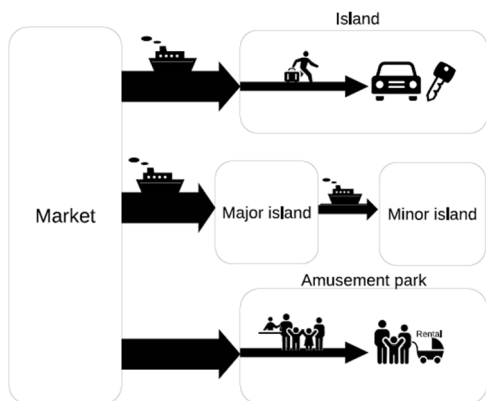 Island
Market
Major island
Minor island
Amusement park
Rental